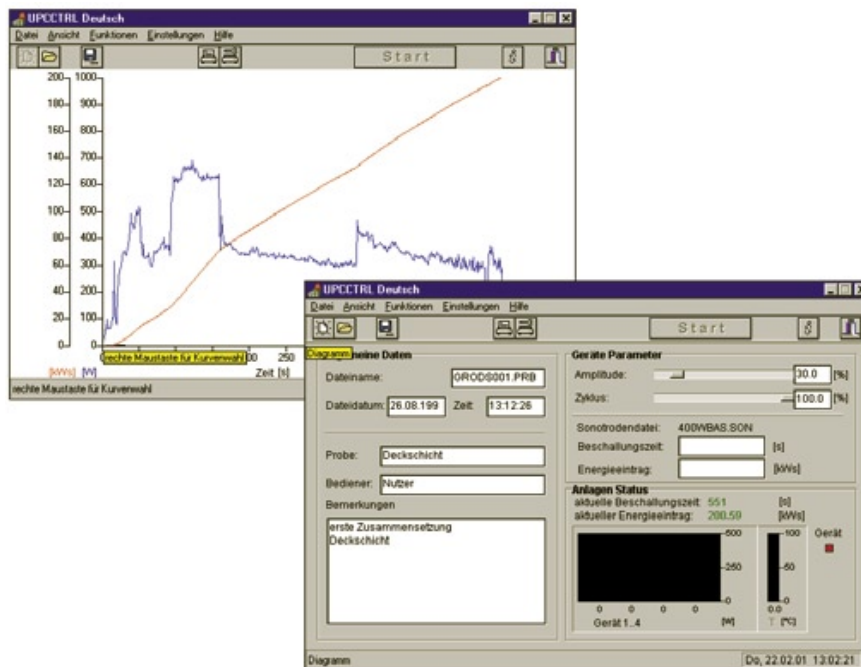 UPCCTRL Deutsch
Datei Ansicht Funktionen Einstellungen Hilfe
Start
200 1000
180 900
160 800
140 700
120 600
100 500
80 400
60 300
40 200
20 100
0 0
rechte Maustaste für Kurvenwahl
250
[kWs] [W] Zeit [s]
rechte Maustaste für Kurvenwahl
UPCCTRL Deutsch
Datei Ansicht Funktionen Einstellungen Hilfe
Start
Diagramm
Daten
Dateiname: GRODS001.PRB
Dateidatum: 26.08.199 Zeit: 13:12:26
Probe: Deckschicht
Bediener: Nutzer
Bemerkungen
erste Zusammensetzung
Deckschicht
Geräte Parameter
Amplitude: 30.0 [%]
Zyklus: 100.0 [%]
Sonotrodendatei: 400WBAS.SON
Beschallungszeit: [s]
Energieeintrag: [kWs]
Anlagen Status
aktuelle Beschallungszeit: 551 [s]
aktueller Energieeintrag: 200.59 [kWs]
500 100 Gerät
250 50
0 0
0 0 0 0 0.0
Gerät 1..4 [W] T [°C]
Diagramm Do, 22.02.01 13:02:21